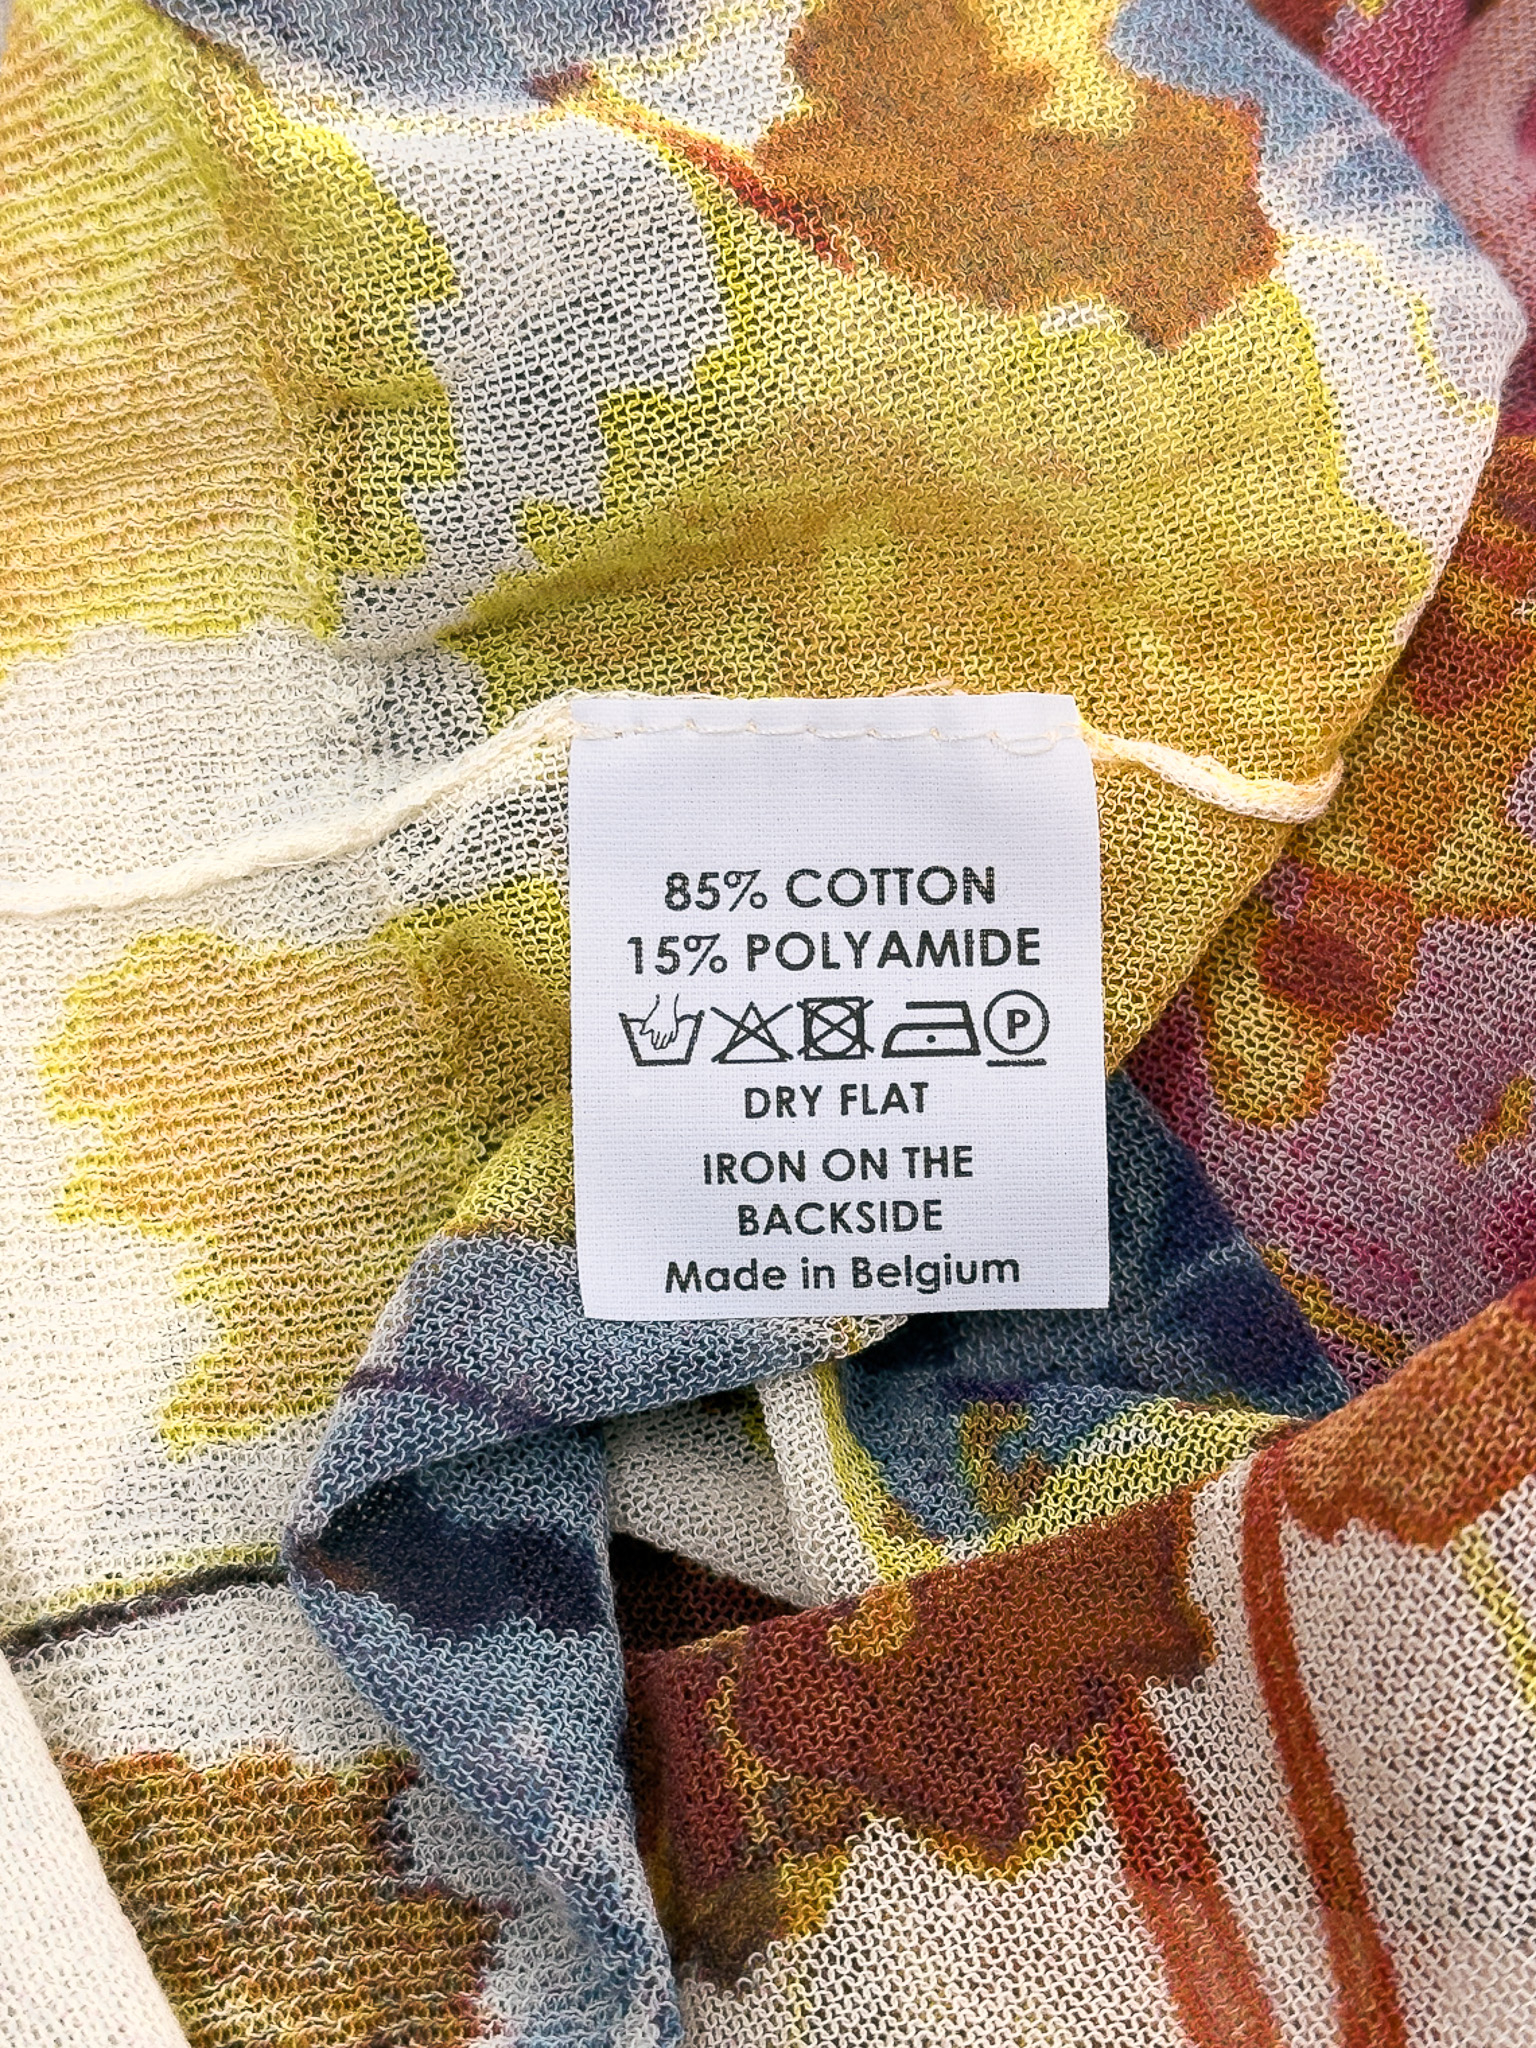 85% COTTON
15% POLYAMIDE
P
DRY FLAT
IRON ON THE
BACKSIDE
Made in Belgium